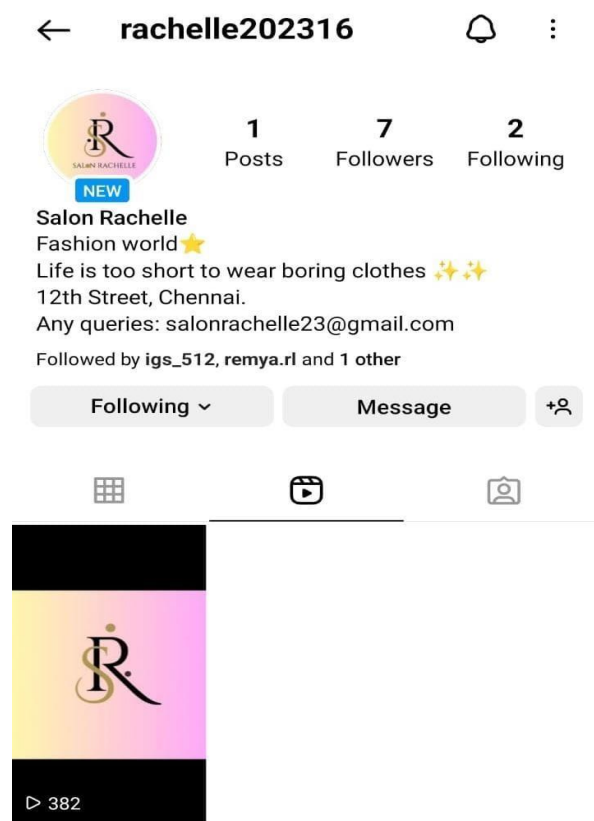 rachelle202316
SR
SALON RACHELLE
NEW
1 7 2
Posts Followers Following
Salon Rachelle
Fashion world⭐
Life is too short to wear boring clothes ✨✨
12th Street, Chennai.
Any queries: salonrachelle23@gmail.com
Followed by igs_512, remya.rl and 1 other
Following Message
SR
382